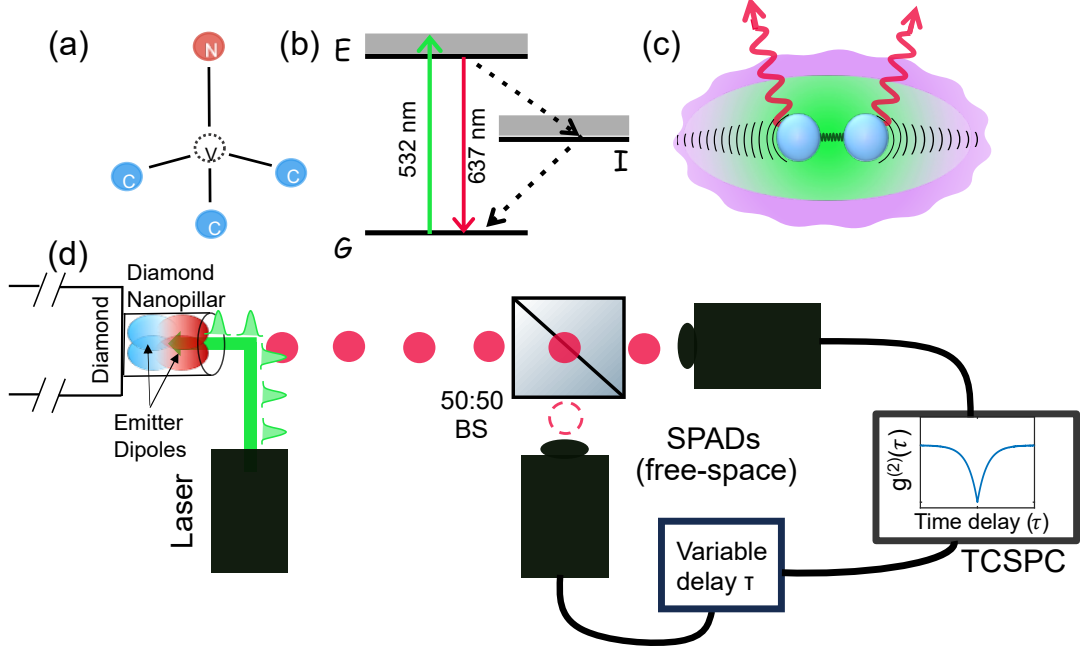 (a)
N
V
C
C
C
(b)
E
532 nm
637 nm
I
G
(c)
(d)
Diamond
Nanopillar
Diamond
Emitter
Dipoles
Laser
50:50
BS
SPADs
(free-space)
Variable
delay τ
g⁽²⁾(τ)
Time delay (τ)
TCSPC